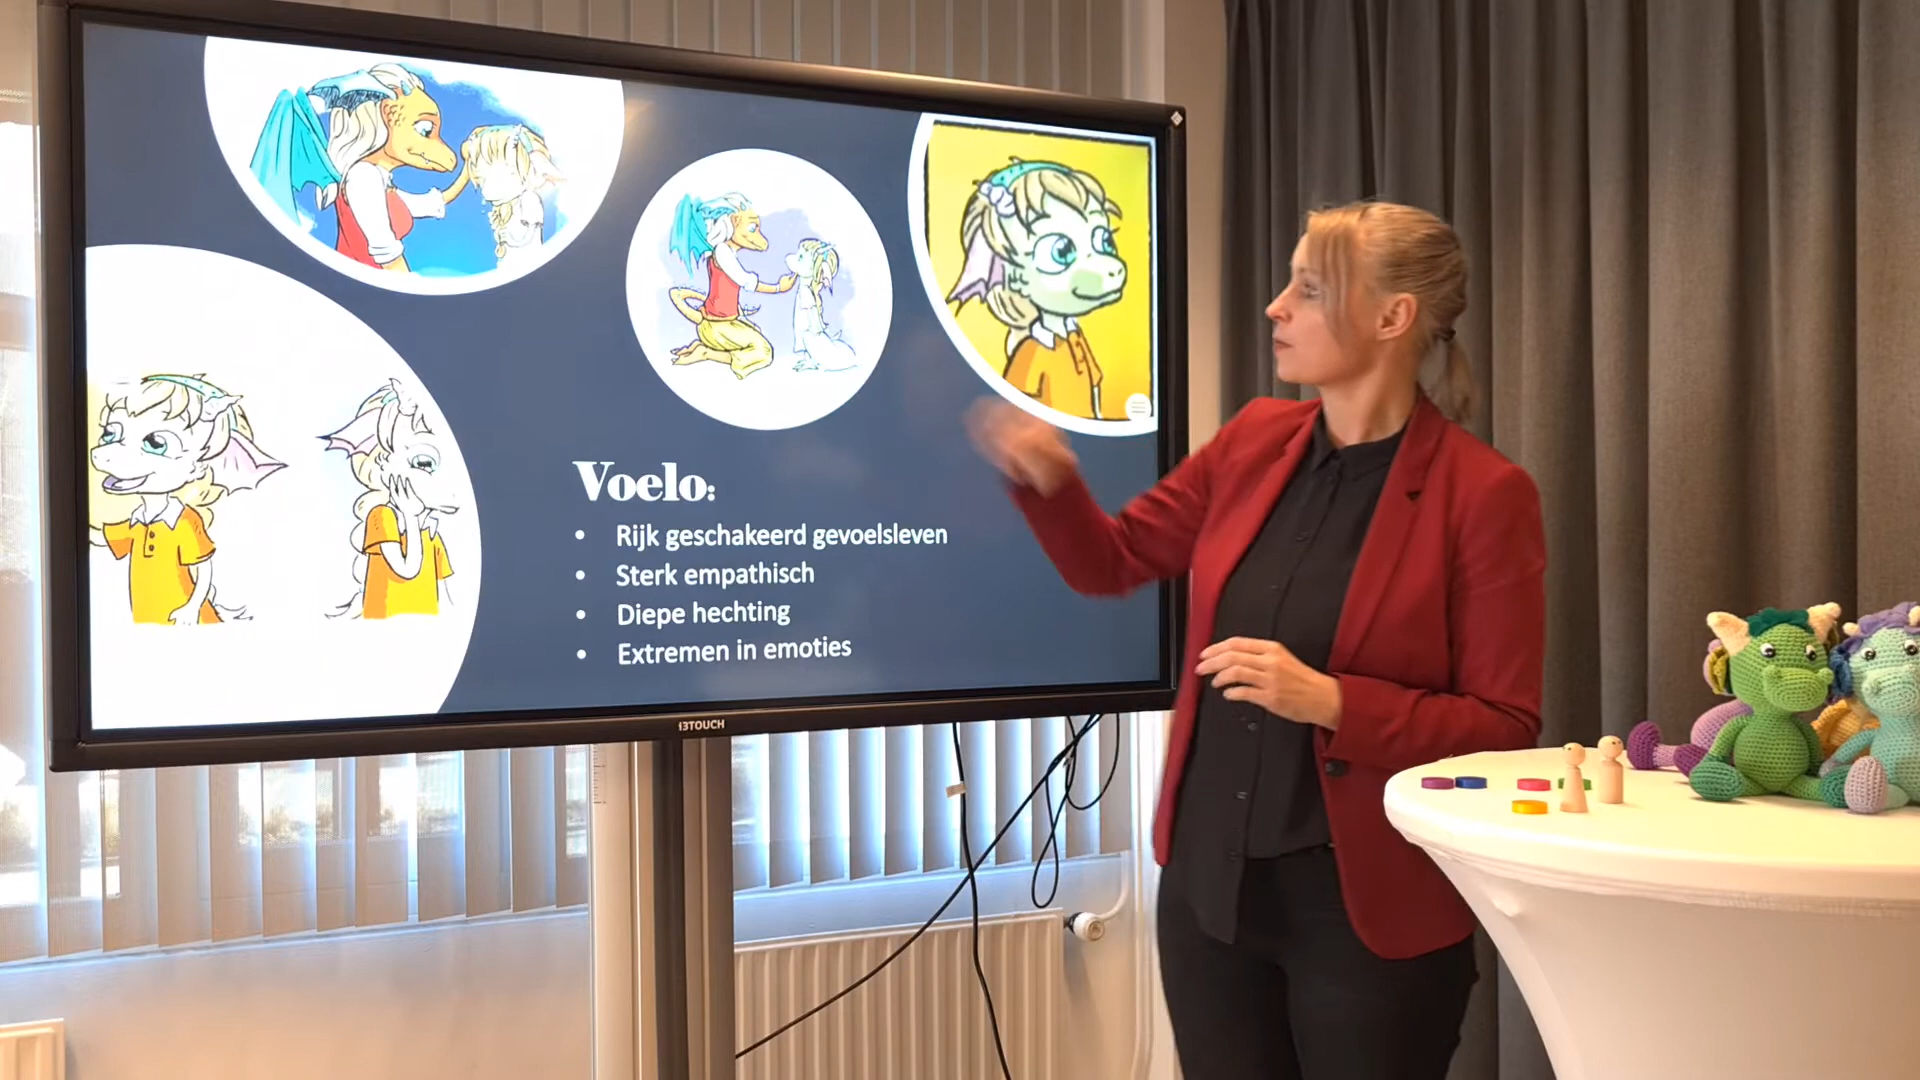 Voelo:
• Rijk geschakeerd gevoelsleven
• Sterk empathisch
• Diepe hechting
• Extremen in emoties
i3TOUCH